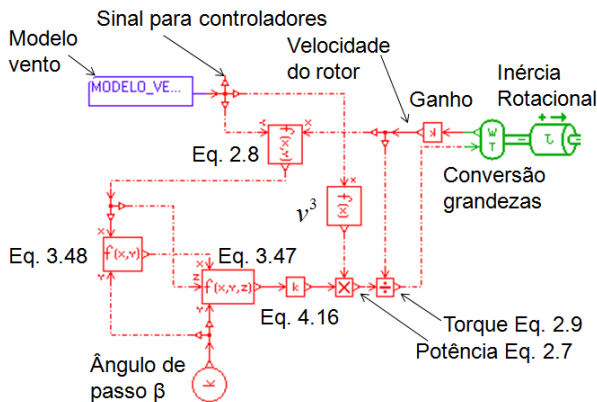 Sinal para controladores
Modelo
vento
Velocidade
do rotor
Inércia
Rotacional
MODELO_VE...
Ganho
k
W
T
τ
Conversão
grandezas
Eq. 2.8
Y
X
f(x,y)
X
f(x)
v³
Eq. 3.48
X
Y
f(x,y)
Eq. 3.47
X
Z
Y
f(x,y,z)
k
Eq. 4.16
Torque Eq. 2.9
Potência Eq. 2.7
Ângulo de
passo β
k